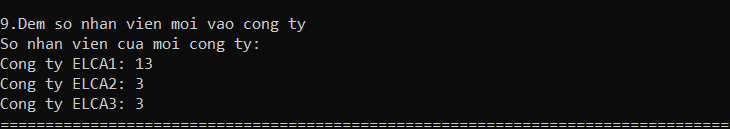 9.Dem so nhan vien moi vao cong ty
So nhan vien cua moi cong ty:
Cong ty ELCA1: 13
Cong ty ELCA2: 3
Cong ty ELCA3: 3
=================================================================================